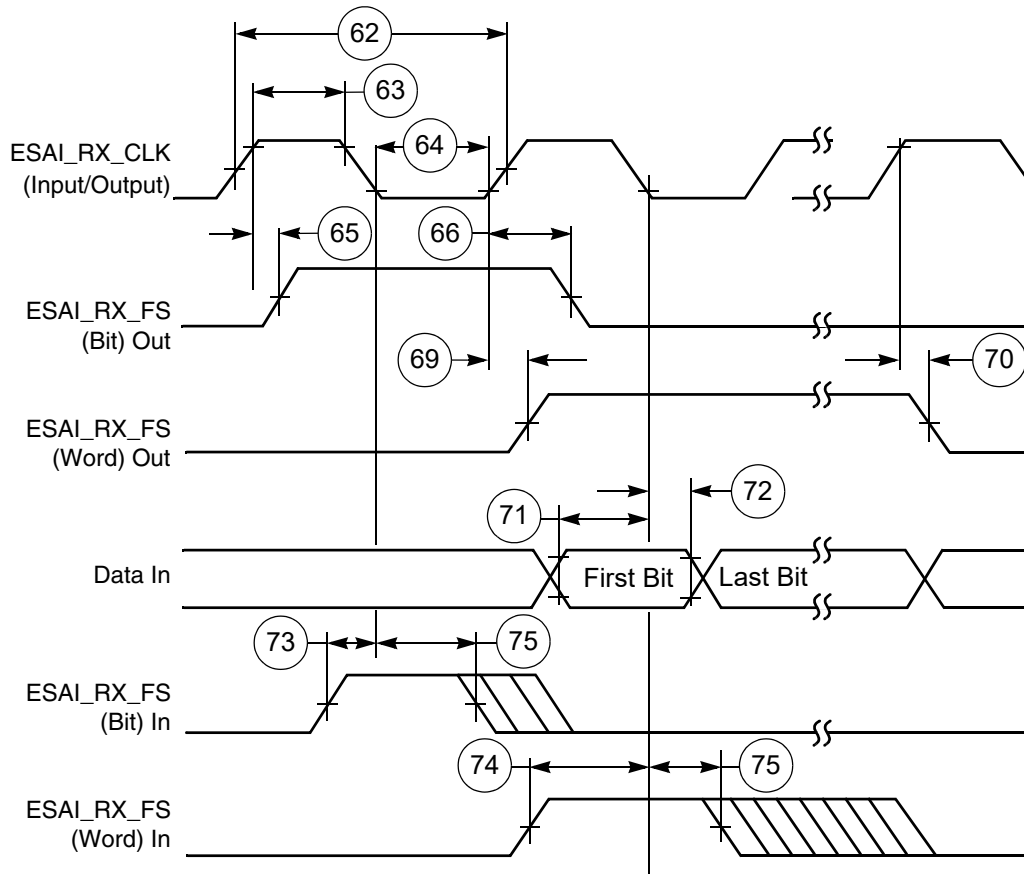 62
63
ESAI_RX_CLK
(Input/Output)
64
65
66
ESAI_RX_FS
(Bit) Out
69
70
ESAI_RX_FS
(Word) Out
71
72
Data In
First Bit
Last Bit
73
75
ESAI_RX_FS
(Bit) In
74
75
ESAI_RX_FS
(Word) In